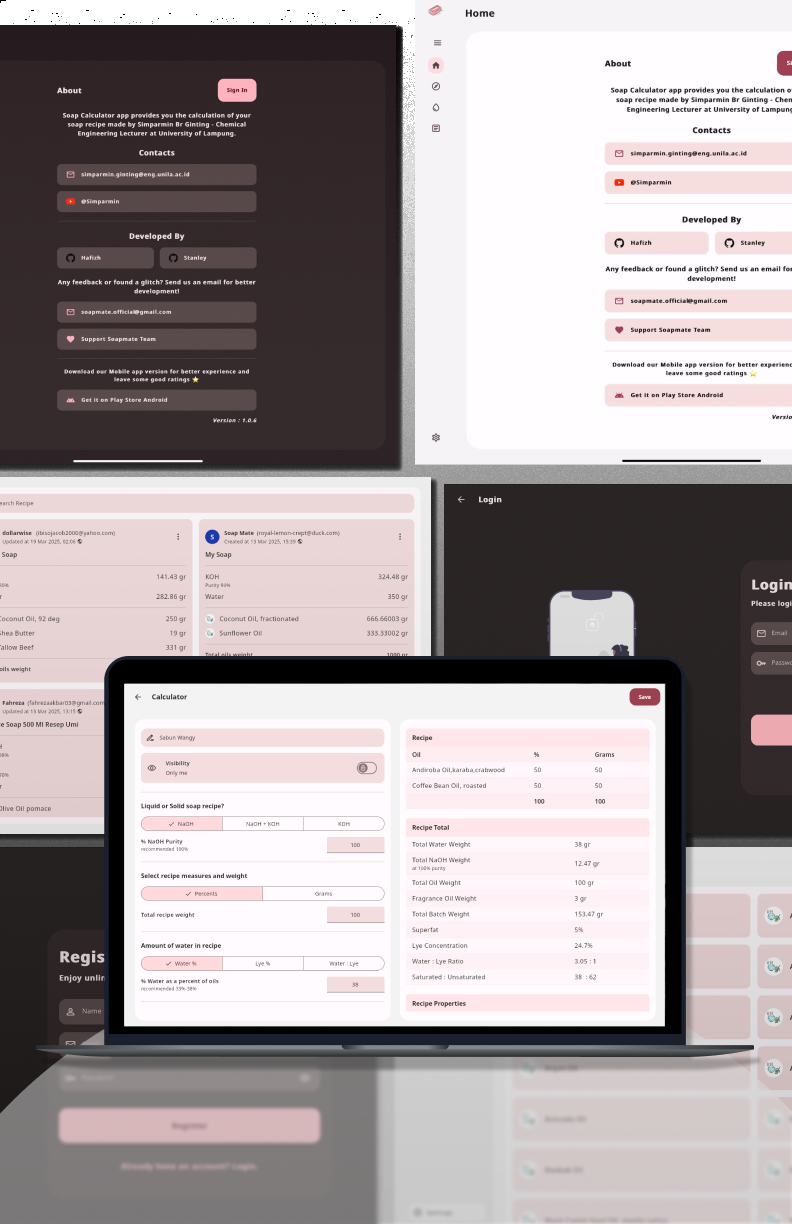 About
Sign In
Soap Calculator app provides you the calculation of your
soap recipe made by Simparmin Br Ginting - Chemical
Engineering Lecturer at University of Lampung.
Contacts
simparmin.ginting@eng.unila.ac.id
@Simparmin
Developed By
Hafizh
Stanley
Any feedback or found a glitch? Send us an email for better
development!
soapmate.official@gmail.com
Support Soapmate Team
Download our Mobile app version for better experience and
leave some good ratings ⭐
Get it on Play Store Android
Version : 1.0.6
Home
About
Si
Soap Calculator app provides you the calculation o
soap recipe made by Simparmin Br Ginting - Chem
Engineering Lecturer at University of Lampung
Contacts
simparmin.ginting@eng.unila.ac.id
@Simparmin
Developed By
Hafizh
Stanley
Any feedback or found a glitch? Send us an email for
development!
soapmate.official@gmail.com
Support Soapmate Team
Download our Mobile app version for better experienc
leave some good ratings ⭐
Get it on Play Store Android
Versio
earch Recipe
dollarwise (ibisojacob2000@yahoo.com)
Updated at 19 Mar 2025, 02:06
Soap
141.43 gr
282.86 gr
Coconut Oil, 92 deg 250 gr
Shea Butter 19 gr
Tallow Beef 331 gr
oils weight
S
Soap Mate (royal-lemon-crept@duck.com)
Created at 13 Mar 2025, 15:39
My Soap
KOH 324.48 gr
Purity 90%
Water 350 gr
Coconut Oil, fractionated 666.66003 gr
Sunflower Oil 333.33002 gr
Total oils weight 1000 gr
Fahreza (fahrezaakbar03@gmail.com
Updated at 13 Mar 2025, 13:15
e Soap 500 Ml Resep Umi
Olive Oil pomace
Login
Login
Please logi
Email
Passwo
Calculator
Save
Sabun Wangy
Visibility
Only me
Liquid or Solid soap recipe?
NaOH
NaOH + KOH
KOH
% NaOH Purity
recommended 100%
100
Select recipe measures and weight
Percents
Grams
Total recipe weight
100
Amount of water in recipe
Water %
Lye %
Water : Lye
% Water as a percent of oils
recommended 33%-38%
38
Recipe
Oil % Grams
Andiroba Oil,karaba,crabwood 50 50
Coffee Bean Oil, roasted 50 50
100 100
Recipe Total
Total Water Weight 38 gr
Total NaOH Weight 12.47 gr
at 100% purity
Total Oil Weight 100 gr
Fragrance Oil Weight 3 gr
Total Batch Weight 153.47 gr
Superfat 5%
Lye Concentration 24.7%
Water : Lye Ratio 3.05 : 1
Saturated : Unsaturated 38 : 62
Recipe Properties
Regis
Enjoy unlin
Name
Register
Already have an account? Login
Argan Oil
Avocado Oil
Baobab Oil
Settings